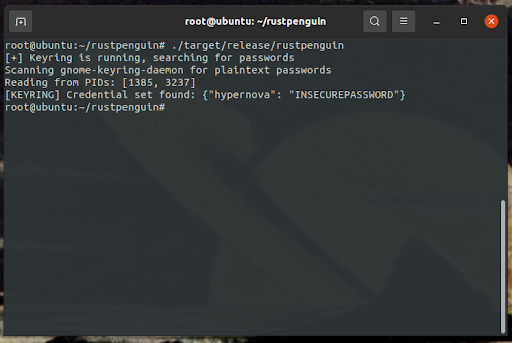 root@ubuntu: ~/rustpenguin
root@ubuntu:~/rustpenguin# ./target/release/rustpenguin
[+] Keyring is running, searching for passwords
Scanning gnome-keyring-daemon for plaintext passwords
Reading from PIDs: [1385, 3237]
[KEYRING] Credential set found: {"hypernova": "INSECUREPASSWORD"}
root@ubuntu:~/rustpenguin#